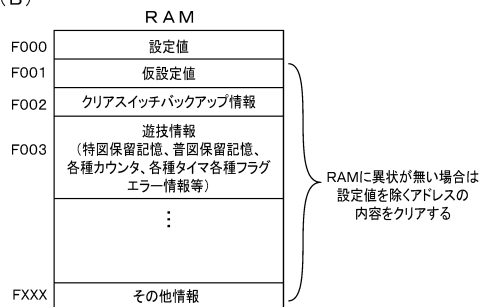 (B)
RAM
F000 設定値
F001 仮設定値
F002 クリアスイッチバックアップ情報
F003 遊技情報
(特図保留記憶、普図保留記憶、
各種カウンタ、各種タイマ各種フラグ
エラー情報等)
⋮
FXXX その他情報
RAMに異状が無い場合は
設定値を除くアドレスの
内容をクリアする